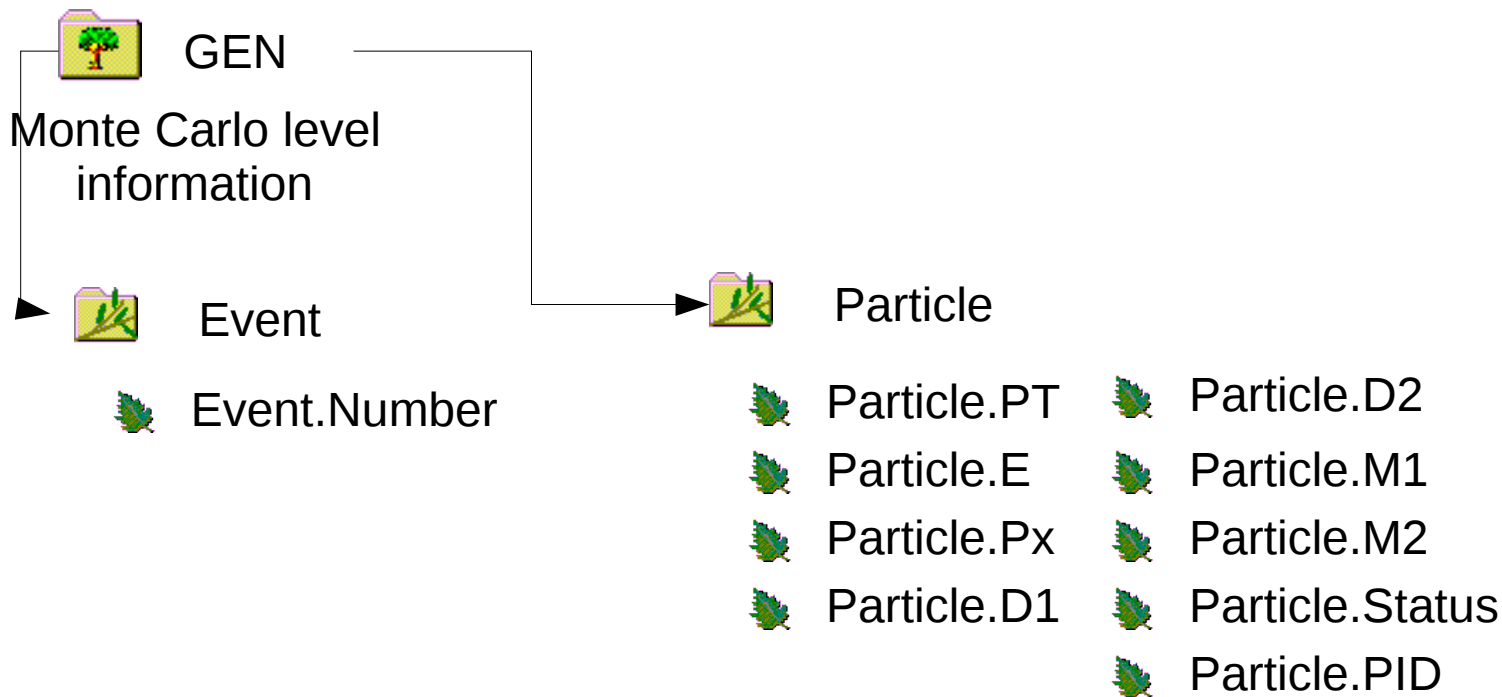 GEN
Monte Carlo level
information
Event
Event.Number
Particle
Particle.PT
Particle.E
Particle.Px
Particle.D1
Particle.D2
Particle.M1
Particle.M2
Particle.Status
Particle.PID